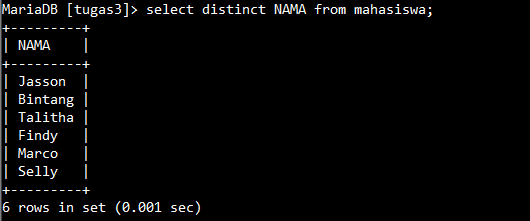 MariaDB [tugas3]> select distinct NAMA from mahasiswa;
+---------+
| NAMA    |
+---------+
| Jasson  |
| Bintang |
| Talitha |
| Findy   |
| Marco   |
| Selly   |
+---------+
6 rows in set (0.001 sec)